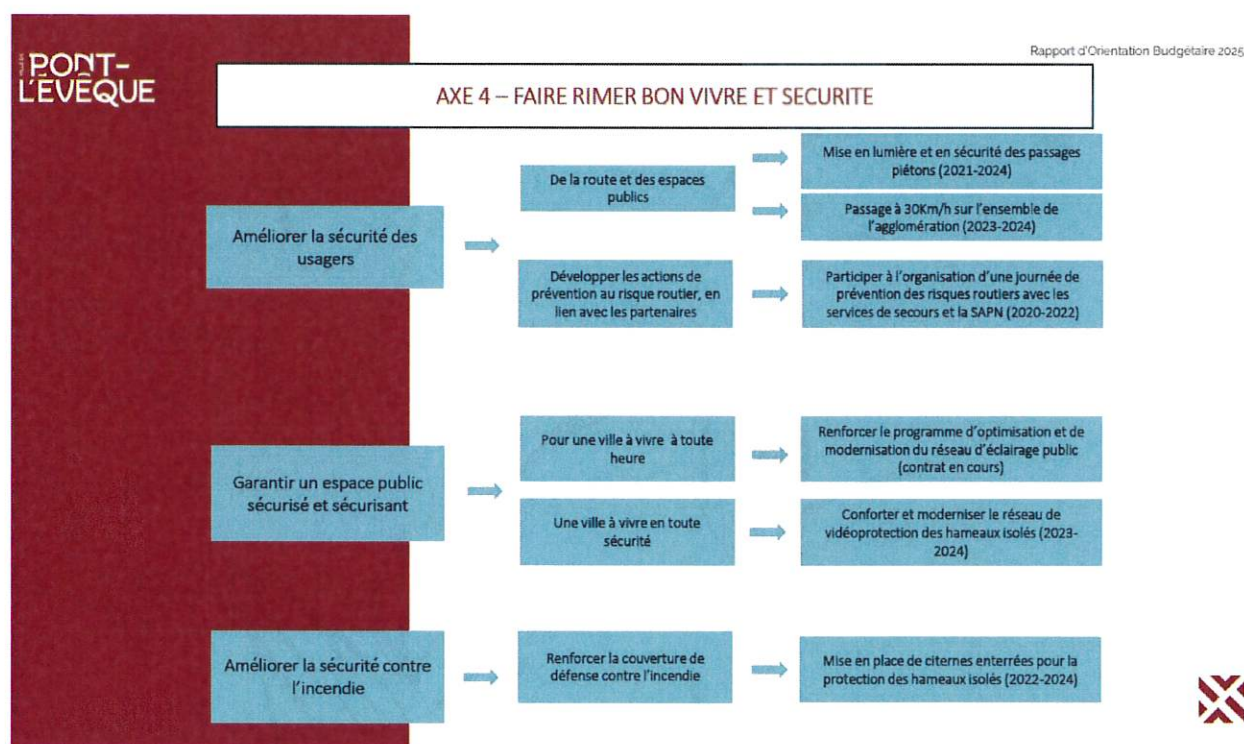 VILLE DE
PONT-
L'ÉVÊQUE
Rapport d'Orientation Budgétaire 2025
AXE 4 – FAIRE RIMER BON VIVRE ET SECURITE
Améliorer la sécurité des
usagers
De la route et des espaces
publics
Mise en lumière et en sécurité des passages
piétons (2021-2024)
Passage à 30Km/h sur l'ensemble de
l'agglomération (2023-2024)
Développer les actions de
prévention au risque routier, en
lien avec les partenaires
Participer à l'organisation d'une journée de
prévention des risques routiers avec les
services de secours et la SAPN (2020-2022)
Garantir un espace public
sécurisé et sécurisant
Pour une ville à vivre à toute
heure
Renforcer le programme d'optimisation et de
modernisation du réseau d'éclairage public
(contrat en cours)
Une ville à vivre en toute
sécurité
Conforter et moderniser le réseau de
vidéoprotection des hameaux isolés (2023-
2024)
Améliorer la sécurité contre
l'incendie
Renforcer la couverture de
défense contre l'incendie
Mise en place de citernes enterrées pour la
protection des hameaux isolés (2022-2024)